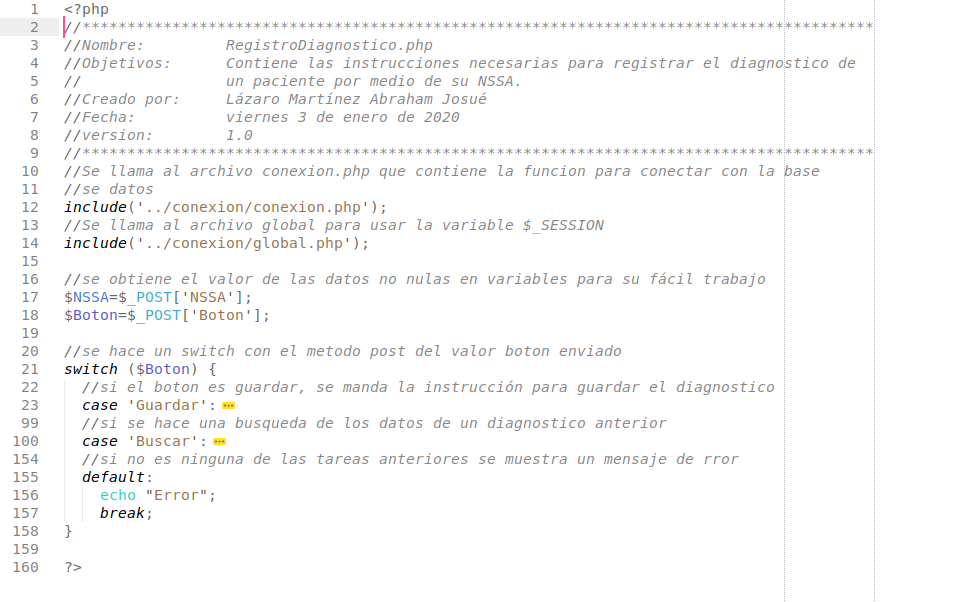 1 <?php
2 //****************************************************************************************
3 //Nombre:         RegistroDiagnostico.php
4 //Objetivos:      Contiene las instrucciones necesarias para registrar el diagnostico de
5 //                un paciente por medio de su NSSA.
6 //Creado por:     Lázaro Martínez Abraham Josué
7 //Fecha:          viernes 3 de enero de 2020
8 //version:        1.0
9 //****************************************************************************************
10 //Se llama al archivo conexion.php que contiene la funcion para conectar con la base
11 //se datos
12 include('../conexion/conexion.php');
13 //Se llama al archivo global para usar la variable $_SESSION
14 include('../conexion/global.php');
15
16 //se obtiene el valor de las datos no nulas en variables para su fácil trabajo
17 $NSSA=$_POST['NSSA'];
18 $Boton=$_POST['Boton'];
19
20 //se hace un switch con el metodo post del valor boton enviado
21 switch ($Boton) {
22   //si el boton es guardar, se manda la instrucción para guardar el diagnostico
23   case 'Guardar':
99   //si se hace una busqueda de los datos de un diagnostico anterior
100   case 'Buscar':
154   //si no es ninguna de las tareas anteriores se muestra un mensaje de rror
155   default:
156     echo "Error";
157     break;
158 }
159
160 ?>